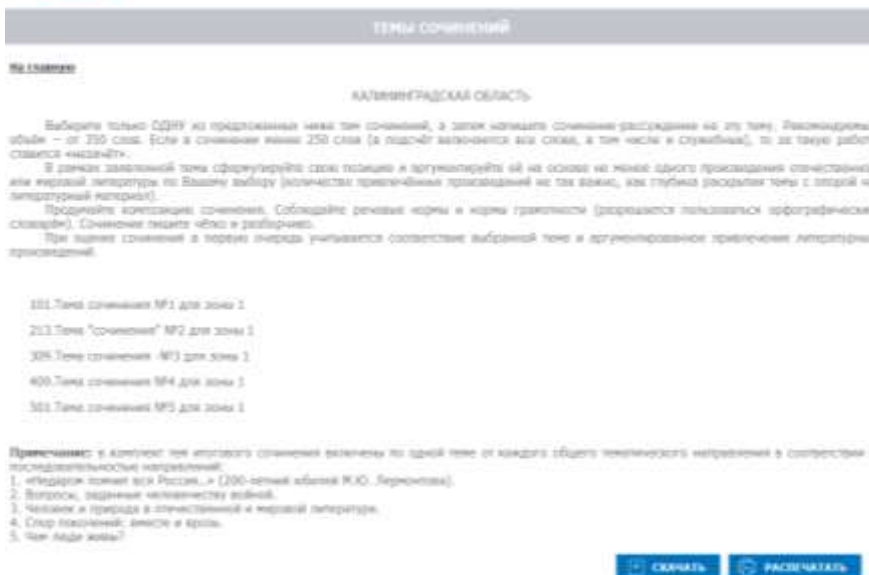 ТЕМЫ СОЧИНЕНИЙ
На главную
КАЛИНИНГРАДСКАЯ ОБЛАСТЬ
Выберите только ОДНУ из предложенных ниже тем сочинений, а затем напишите сочинение-рассуждение на эту тему. Рекомендуемы
объём – от 350 слов. Если в сочинении менее 250 слов (в подсчёт включаются все слова, в том числе и служебные), то за такую работ
ставится «незачёт».
В рамках заявленной темы сформулируйте свою позицию и аргументируйте её на основе не менее одного произведения отечественно
или мировой литературы по Вашему выбору (количество привлечённых произведений не так важно, как глубина раскрытия темы с опорой н
литературный материал).
Продумайте композицию сочинения. Соблюдайте речевые нормы и нормы грамотности (разрешается пользоваться орфографически
словарём). Сочинение пишите чётко и разборчиво.
При оценке сочинения в первую очередь учитывается соответствие выбранной теме и аргументированное привлечение литературны
произведений.
101.Тема сочинения №1 для зоны 1
213.Тема "сочинения" №2 для зоны 1
309.Тема сочинения -№3 для зоны 1
409.Тема сочинения №4 для зоны 1
501.Тема сочинения №5 для зоны 1
Примечание: в комплект тем итогового сочинения включены по одной теме от каждого общего тематического направления в соответствии
последовательностью направлений:
1. «Недаром помнит вся Россия…» (200-летний юбилей М.Ю. Лермонтова).
2. Вопросы, заданные человечеству войной.
3. Человек и природа в отечественной и мировой литературе.
4. Спор поколений: вместе и врозь.
5. Чем люди живы?
СКАЧАТЬ РАСПЕЧАТАТЬ